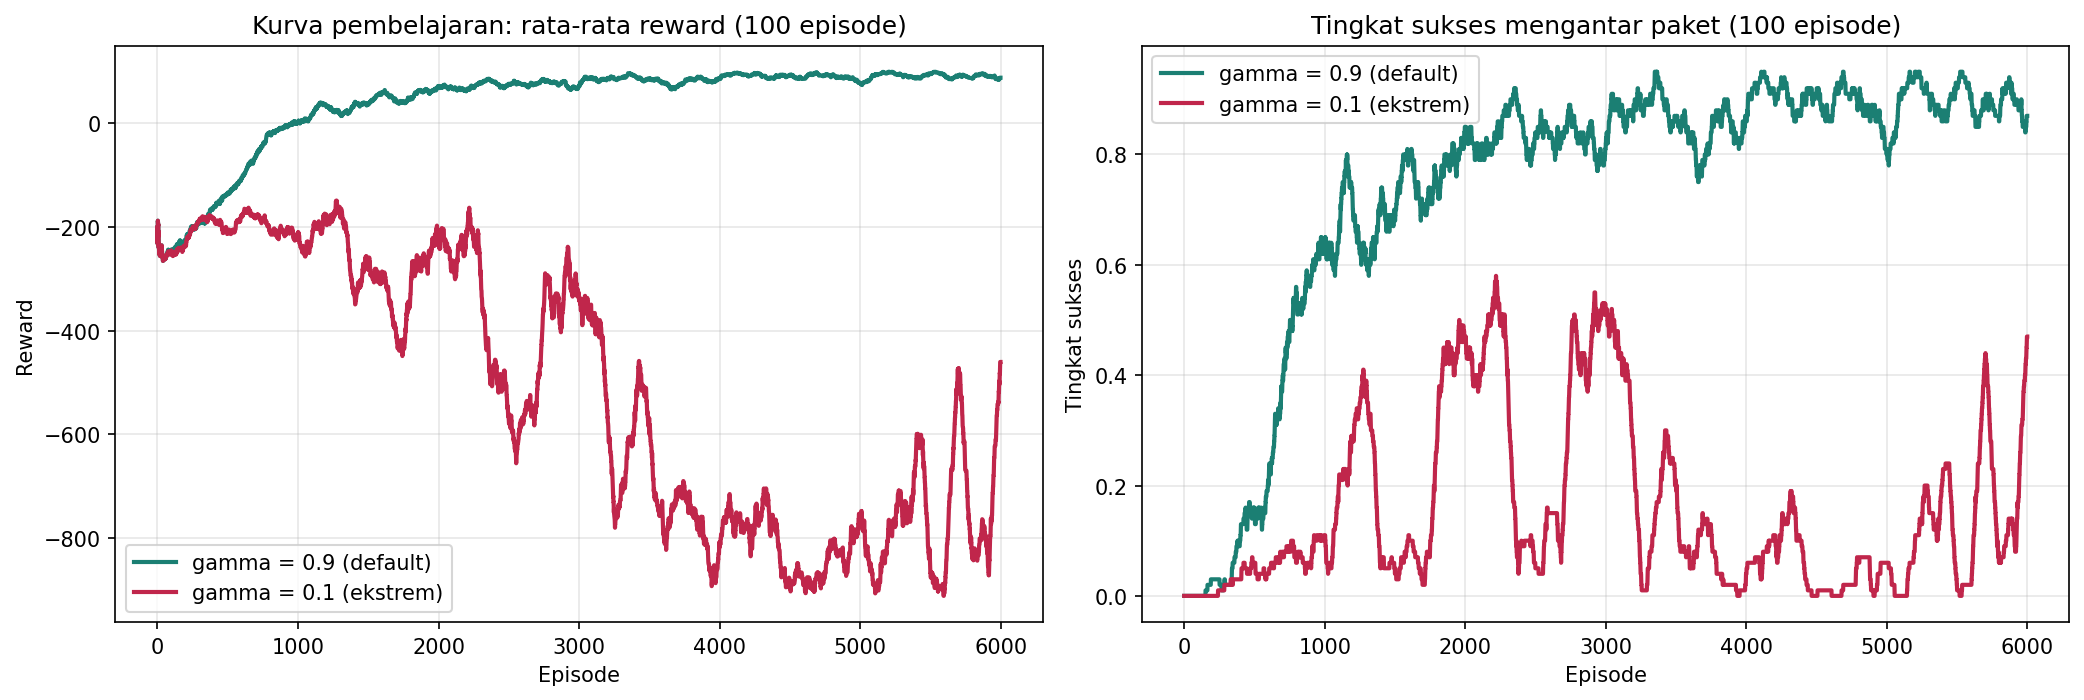 Kurva pembelajaran: rata-rata reward (100 episode)
Reward
0
−200
−400
−600
−800
gamma = 0.9 (default)
gamma = 0.1 (ekstrem)
0 1000 2000 3000 4000 5000 6000
Episode
Tingkat sukses mengantar paket (100 episode)
gamma = 0.9 (default)
gamma = 0.1 (ekstrem)
Tingkat sukses
0.8
0.6
0.4
0.2
0.0
0 1000 2000 3000 4000 5000 6000
Episode